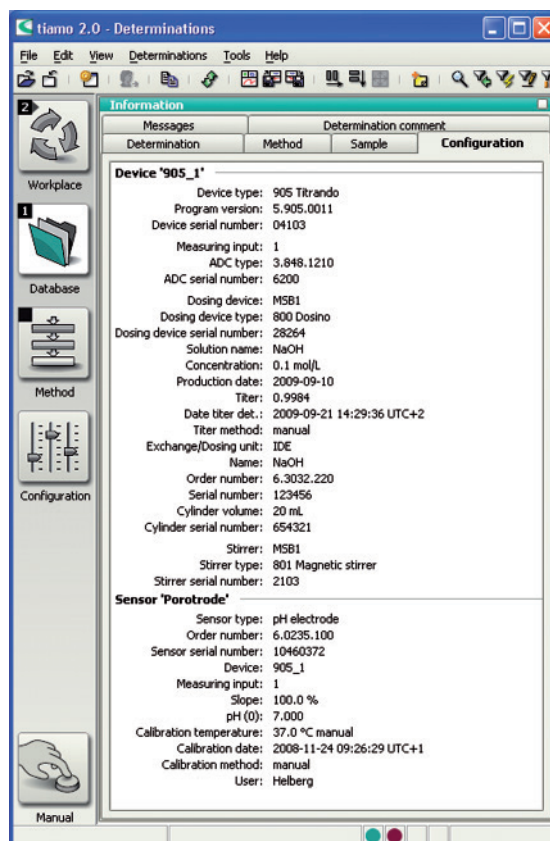 tiamo 2.0 - Determinations
File Edit View Determinations Tools Help
Information
Messages Determination comment
Determination Method Sample Configuration
2
Workplace
1
Database
Method
Configuration
Manual
Device '905_1'
Device type: 905 Titrando
Program version: 5.905.0011
Device serial number: 04103
Measuring input: 1
ADC type: 3.848.1210
ADC serial number: 6200
Dosing device: MSB1
Dosing device type: 800 Dosino
Dosing device serial number: 28264
Solution name: NaOH
Concentration: 0.1 mol/L
Production date: 2009-09-10
Titer: 0.9984
Date titer det.: 2009-09-21 14:29:36 UTC+2
Titer method: manual
Exchange/Dosing unit: IDE
Name: NaOH
Order number: 6.3032.220
Serial number: 123456
Cylinder volume: 20 mL
Cylinder serial number: 654321
Stirrer: MSB1
Stirrer type: 801 Magnetic stirrer
Stirrer serial number: 2103
Sensor 'Porotrode'
Sensor type: pH electrode
Order number: 6.0235.100
Sensor serial number: 10460372
Device: 905_1
Measuring input: 1
Slope: 100.0 %
pH (0): 7.000
Calibration temperature: 37.0 °C manual
Calibration date: 2008-11-24 09:26:29 UTC+1
Calibration method: manual
User: Helberg